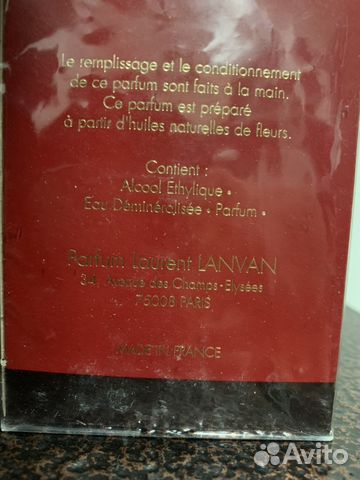 Le remplissage et le conditionnement
de ce parfum sont faits à la main.
Ce parfum est préparé
à partir d'huiles naturelles de fleurs.
Contient :
Alcool Ethylique •
Eau Déminéralisée • Parfum •
Parfum Laurent LANVAN
34, Avenue des Champs-Elysées
75008 PARIS
MADE IN FRANCE
Avito